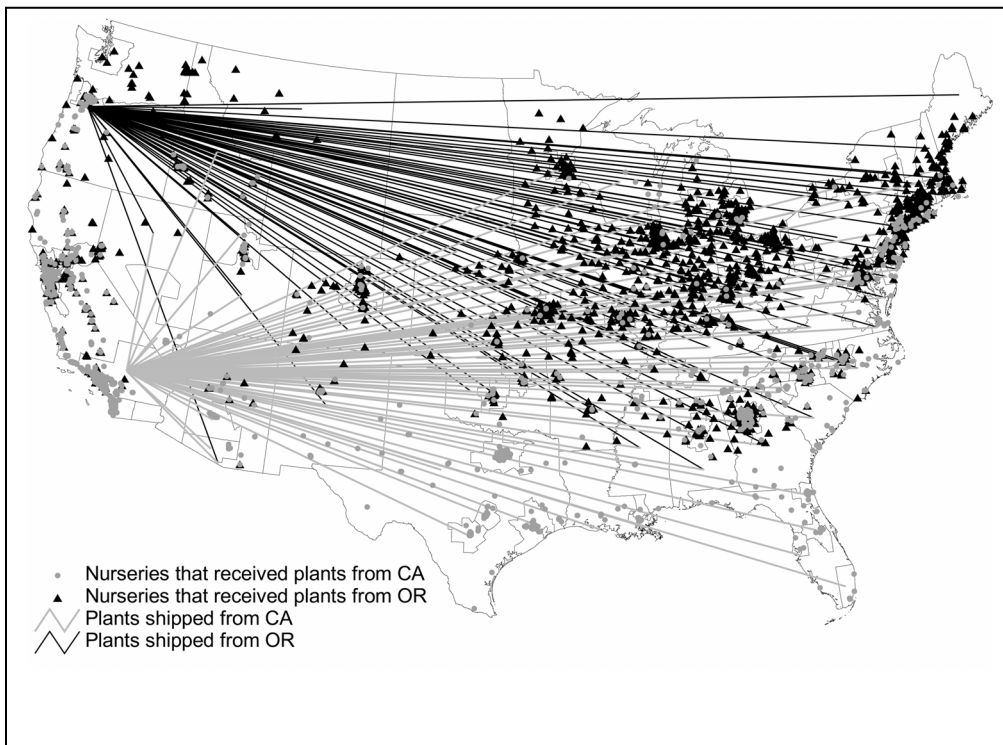 Nurseries that received plants from CA
Nurseries that received plants from OR
Plants shipped from CA
Plants shipped from OR